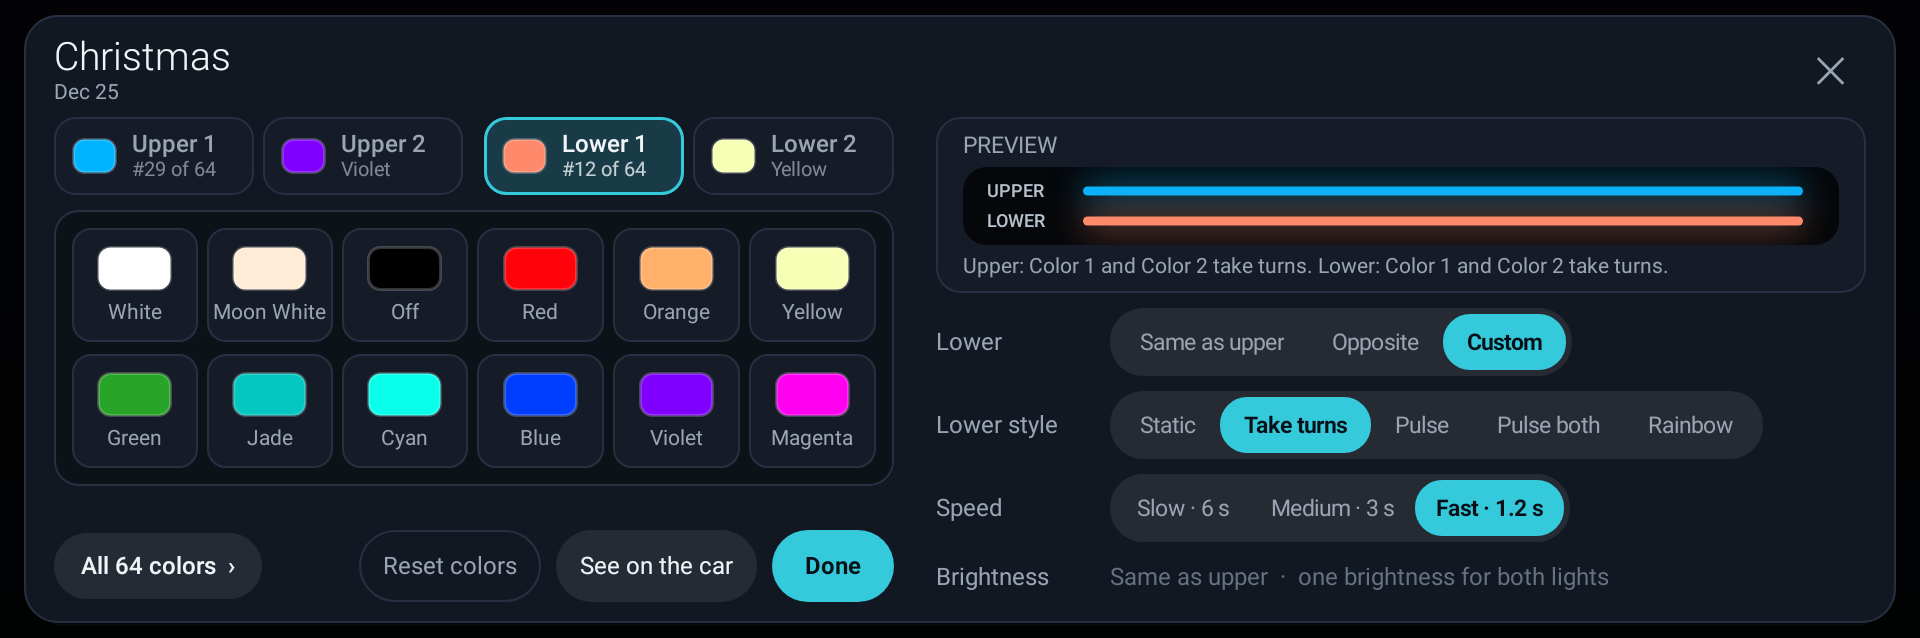 Christmas
Dec 25
Upper 1
#29 of 64
Upper 2
Violet
Lower 1
#12 of 64
Lower 2
Yellow
White
Moon White
Off
Red
Orange
Yellow
Green
Jade
Cyan
Blue
Violet
Magenta
All 64 colors ›
Reset colors
See on the car
Done
PREVIEW
UPPER
LOWER
Upper: Color 1 and Color 2 take turns. Lower: Color 1 and Color 2 take turns.
Lower
Same as upper
Opposite
Custom
Lower style
Static
Take turns
Pulse
Pulse both
Rainbow
Speed
Slow · 6 s
Medium · 3 s
Fast · 1.2 s
Brightness
Same as upper · one brightness for both lights